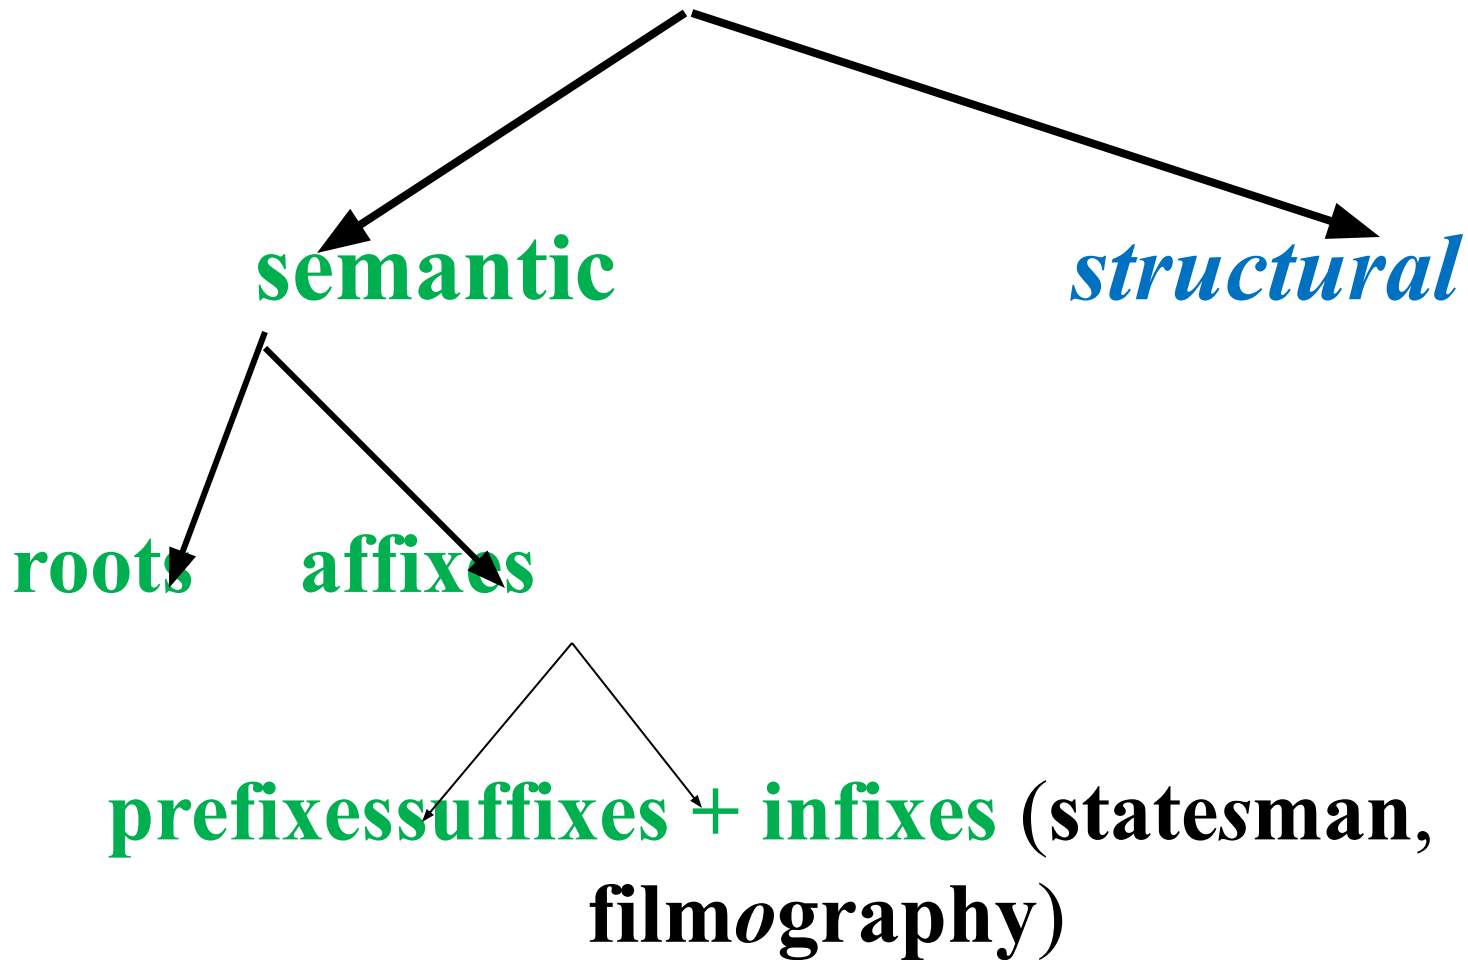 semantic structural
roots affixes
prefixessuffixes + infixes (statesman,
filmography)